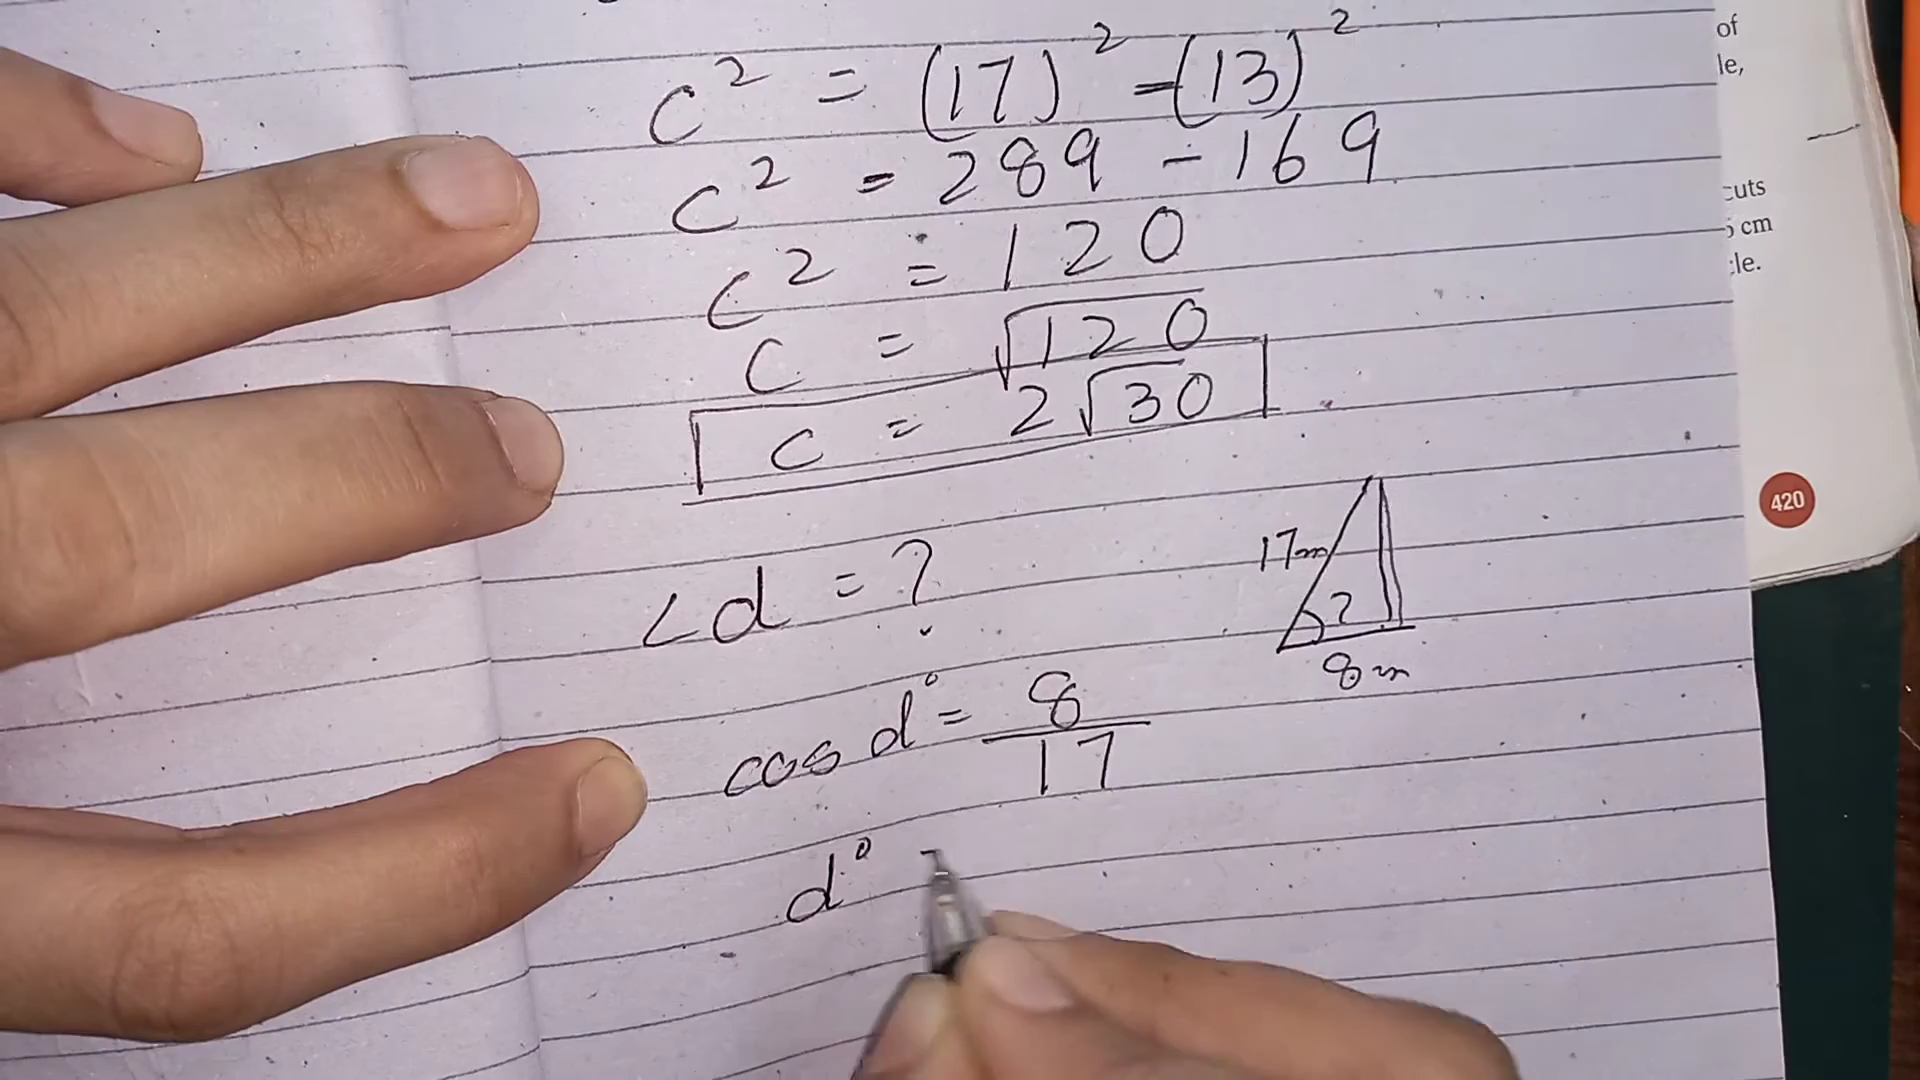 c² = (17)² - (13)²
c² = 289 - 169
c² = 120
c = √120
c = 2√30
<d = ?
17m
?
8m
cos d° = 8/17
d°
of
le,
cuts
cm
le.
420